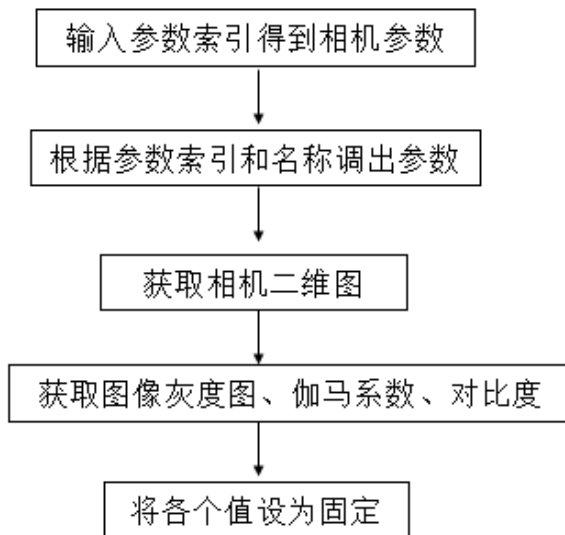 输入参数索引得到相机参数
根据参数索引和名称调出参数
获取相机二维图
获取图像灰度图、伽马系数、对比度
将各个值设为固定